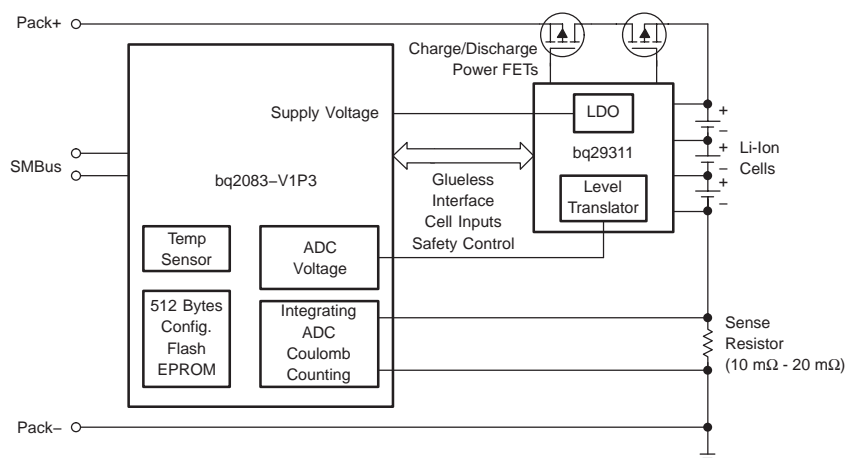 Pack+
Charge/Discharge
Power FETs
Supply Voltage
LDO
bq29311
+
−
+
−
+
−
Li-Ion
Cells
SMBus
bq2083−V1P3
Glueless
Interface
Cell Inputs
Safety Control
Level
Translator
Temp
Sensor
ADC
Voltage
512 Bytes
Config.
Flash
EPROM
Integrating
ADC
Coulomb
Counting
Sense
Resistor
(10 mΩ - 20 mΩ)
Pack−